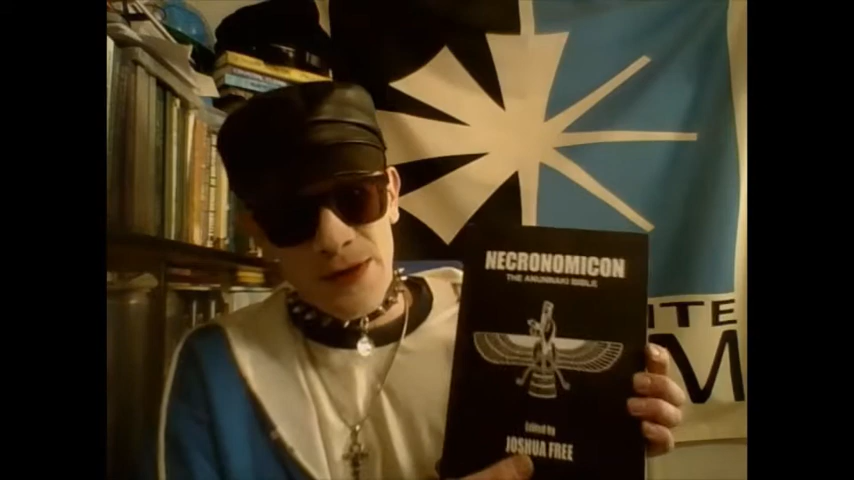 NECRONOMICON
THE ANUNNAKI BIBLE
Edited By
JOSHUA FREE
ITE
M